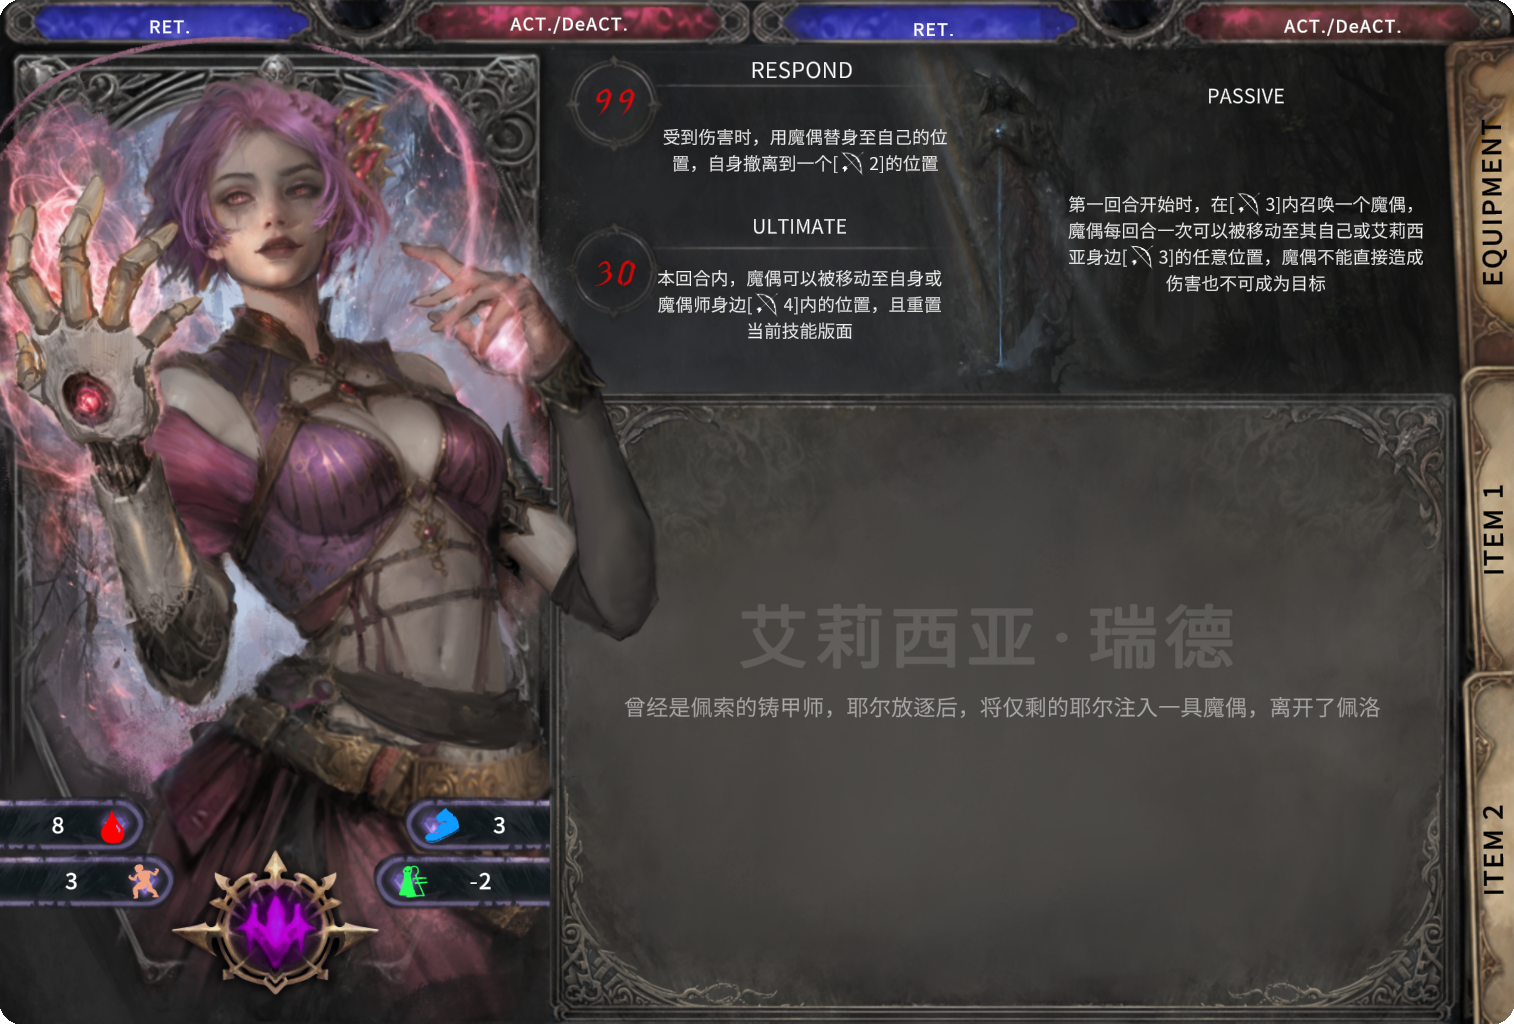 RET.
ACT./DeACT.
RET.
ACT./DeACT.
99
RESPOND
受到伤害时，用魔偶替身至自己的位
置，自身撤离到一个[ 2]的位置
30
ULTIMATE
本回合内，魔偶可以被移动至自身或
魔偶师身边[ 4]内的位置，且重置
当前技能版面
PASSIVE
第一回合开始时，在[ 3]内召唤一个魔偶，
魔偶每回合一次可以被移动至其自己或艾莉西
亚身边[ 3]的任意位置，魔偶不能直接造成
伤害也不可成为目标
EQUIPMENT
ITEM 1
ITEM 2
艾莉西亚·瑞德
曾经是佩索的铸甲师，耶尔放逐后，将仅剩的耶尔注入一具魔偶，离开了佩洛
8
3
3
-2